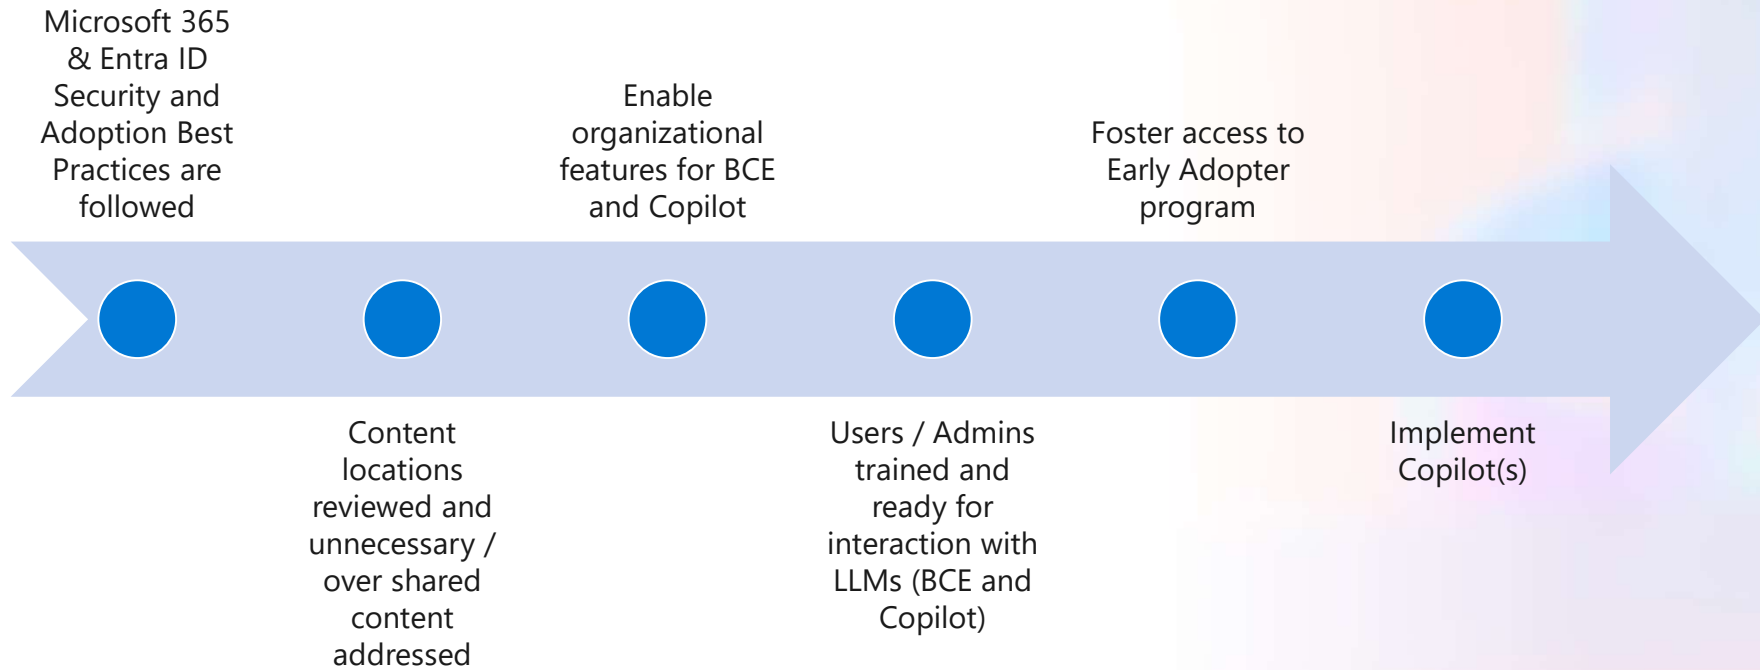 Microsoft 365
& Entra ID
Security and
Adoption Best
Practices are
followed
Content
locations
reviewed and
unnecessary /
over shared
content
addressed
Enable
organizational
features for BCE
and Copilot
Users / Admins
trained and
ready for
interaction with
LLMs (BCE and
Copilot)
Foster access to
Early Adopter
program
Implement
Copilot(s)